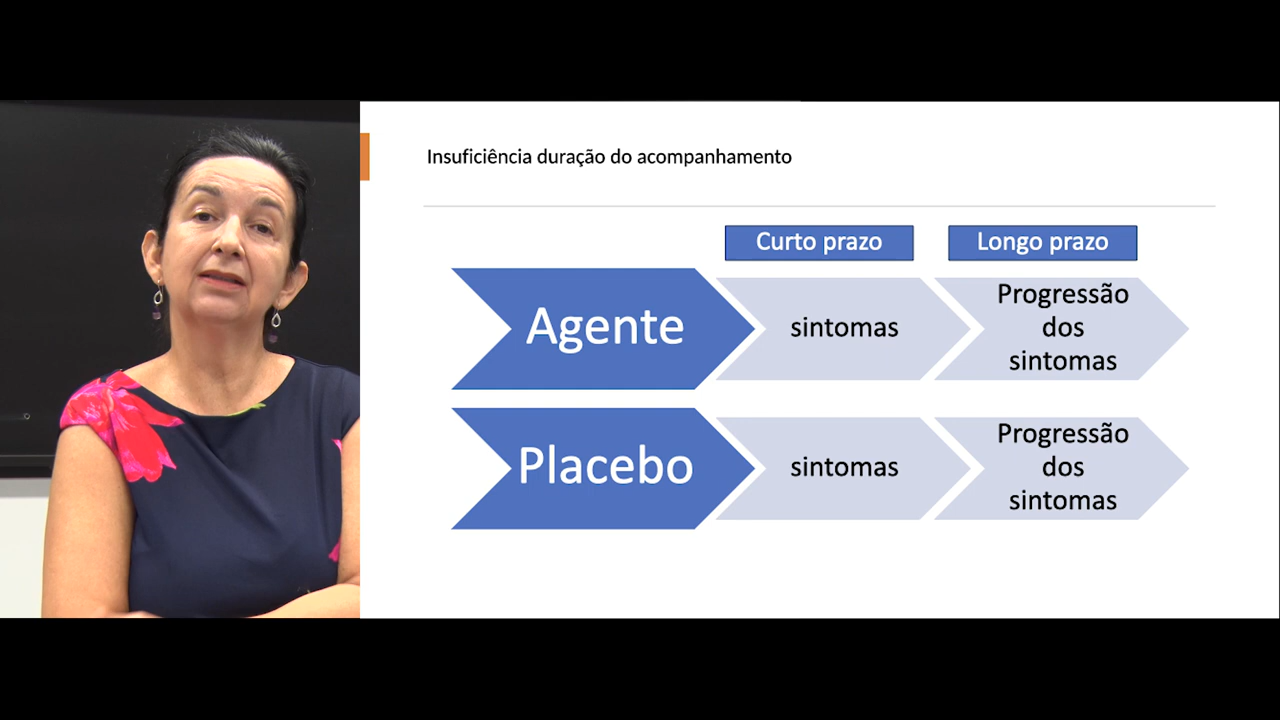 Insuficiência duração do acompanhamento
Curto prazo
Longo prazo
Agente
sintomas
Progressão
dos
sintomas
Placebo
sintomas
Progressão
dos
sintomas